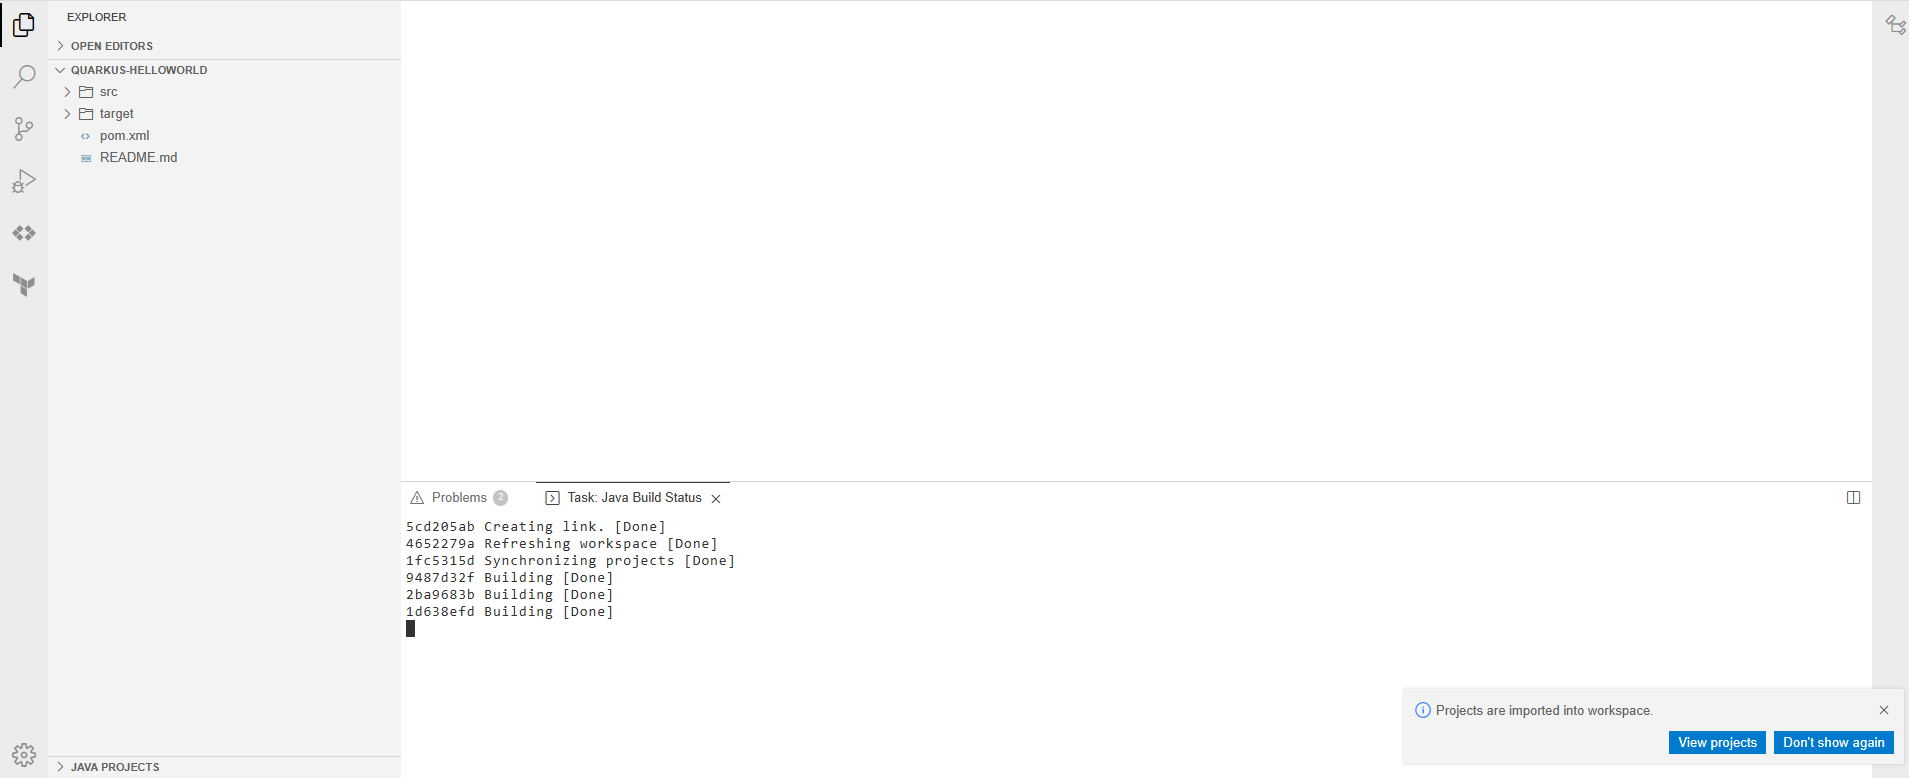 EXPLORER
OPEN EDITORS
QUARKUS-HELLOWORLD
src
target
pom.xml
README.md
JAVA PROJECTS
Problems 2
Task: Java Build Status
5cd205ab Creating link. [Done]
4652279a Refreshing workspace [Done]
1fc5315d Synchronizing projects [Done]
9487d32f Building [Done]
2ba9683b Building [Done]
1d638efd Building [Done]
Projects are imported into workspace.
View projects
Don't show again